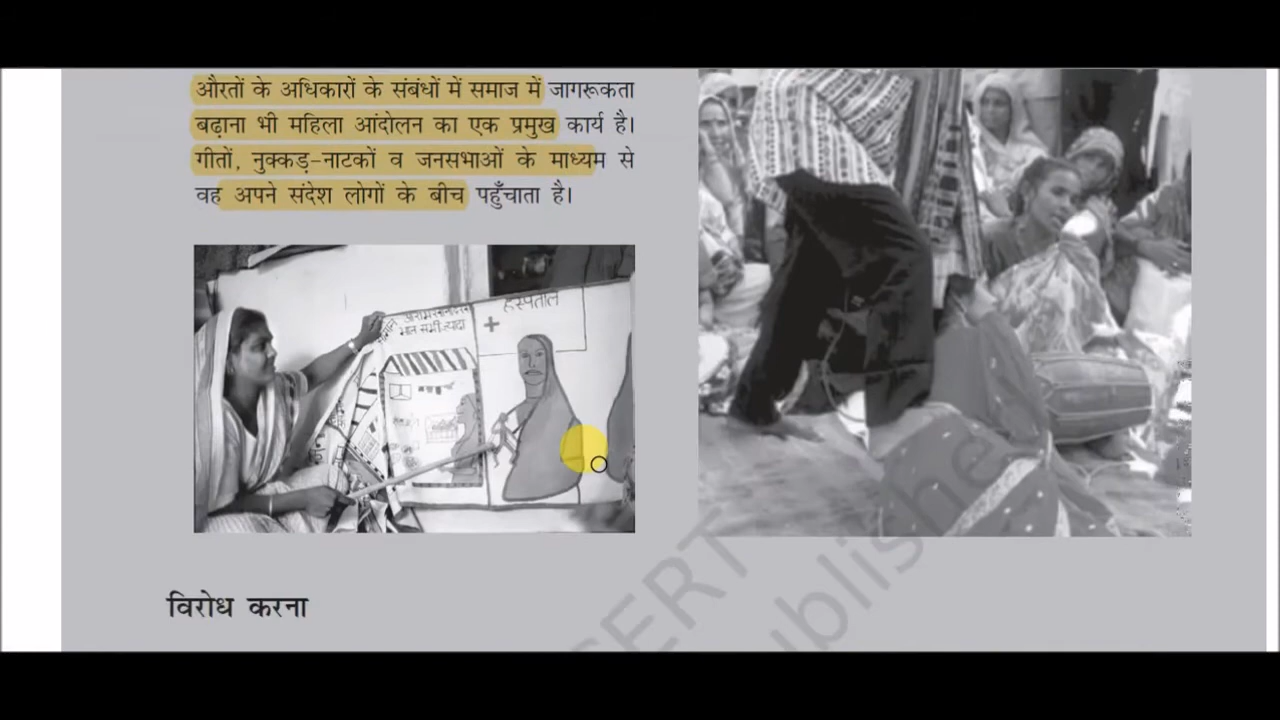 औरतों के अधिकारों के संबंधों में समाज में जागरूकता
बढ़ाना भी महिला आंदोलन का एक प्रमुख कार्य है।
गीतों, नुक्कड़-नाटकों व जनसभाओं के माध्यम से
वह अपने संदेश लोगों के बीच पहुँचाता है।
हस्पताल
विरोध करना